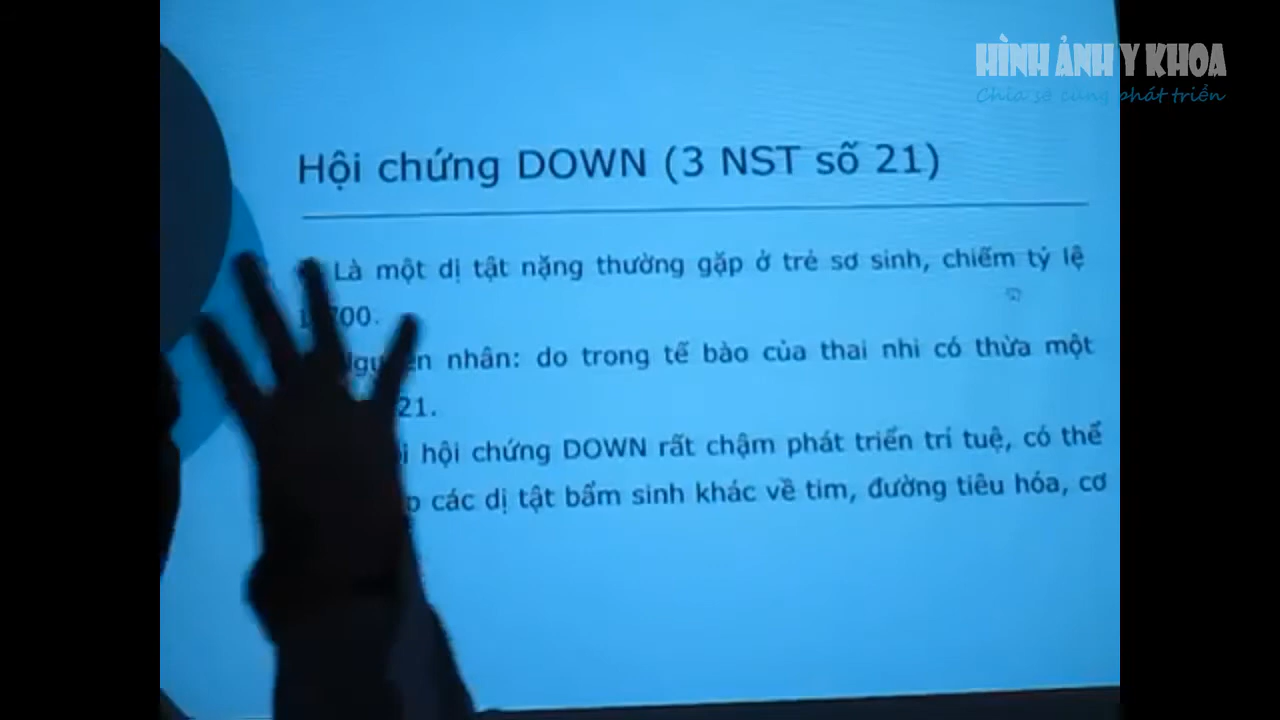 HÌNH ẢNH Y KHOA
Chia sẻ cùng phát triển
Hội chứng DOWN (3 NST số 21)
Là một dị tật nặng thường gặp ở trẻ sơ sinh, chiếm tỷ lệ
700.
nhân: do trong tế bào của thai nhi có thừa một
21.
hội chứng DOWN rất chậm phát triển trí tuệ, có thể
các dị tật bẩm sinh khác về tim, đường tiêu hóa, cơ